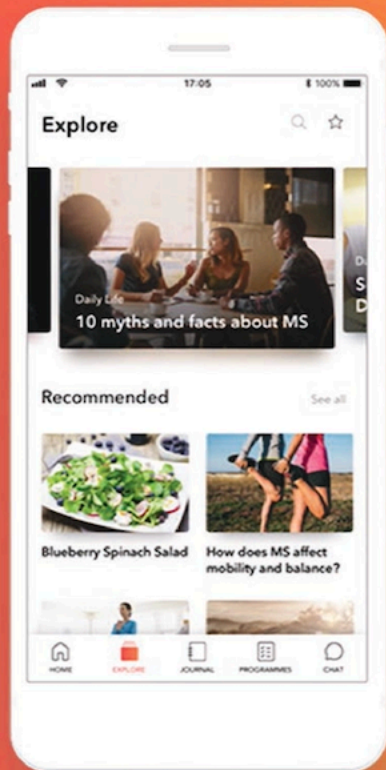 17:05
100%
Explore
Daily Life
10 myths and facts about MS
Recommended
See all
Blueberry Spinach Salad
How does MS affect
mobility and balance?
HOME
EXPLORE
JOURNAL
PROGRAMMES
CHAT